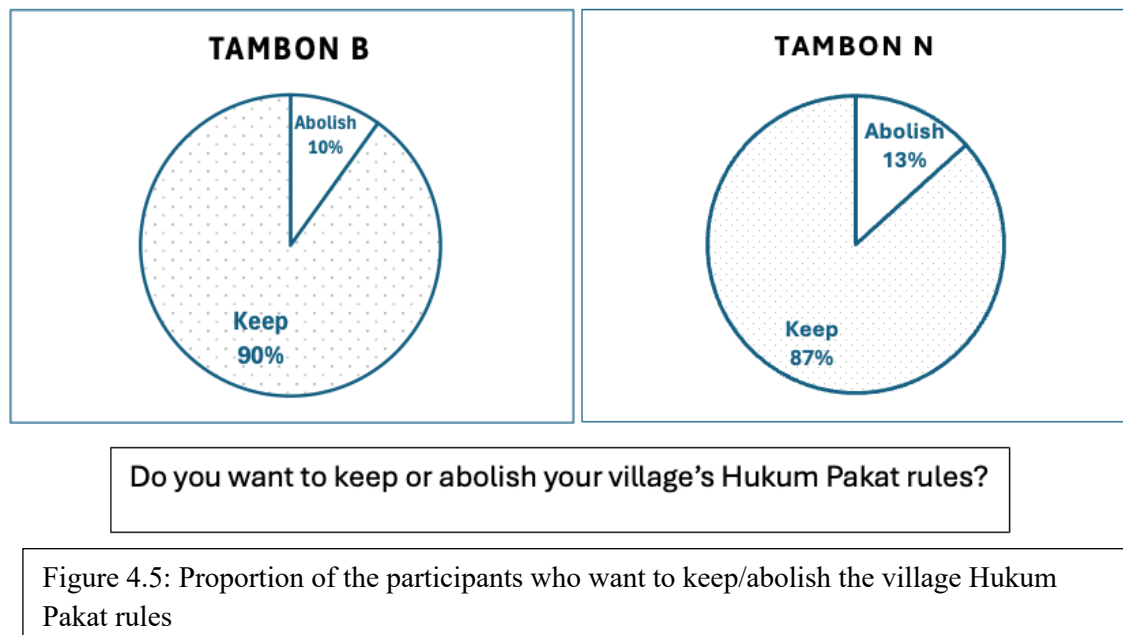 TAMBON B
Abolish
10%
Keep
90%
TAMBON N
Abolish
13%
Keep
87%
Do you want to keep or abolish your village’s Hukum Pakat rules?
Figure 4.5: Proportion of the participants who want to keep/abolish the village Hukum
Pakat rules